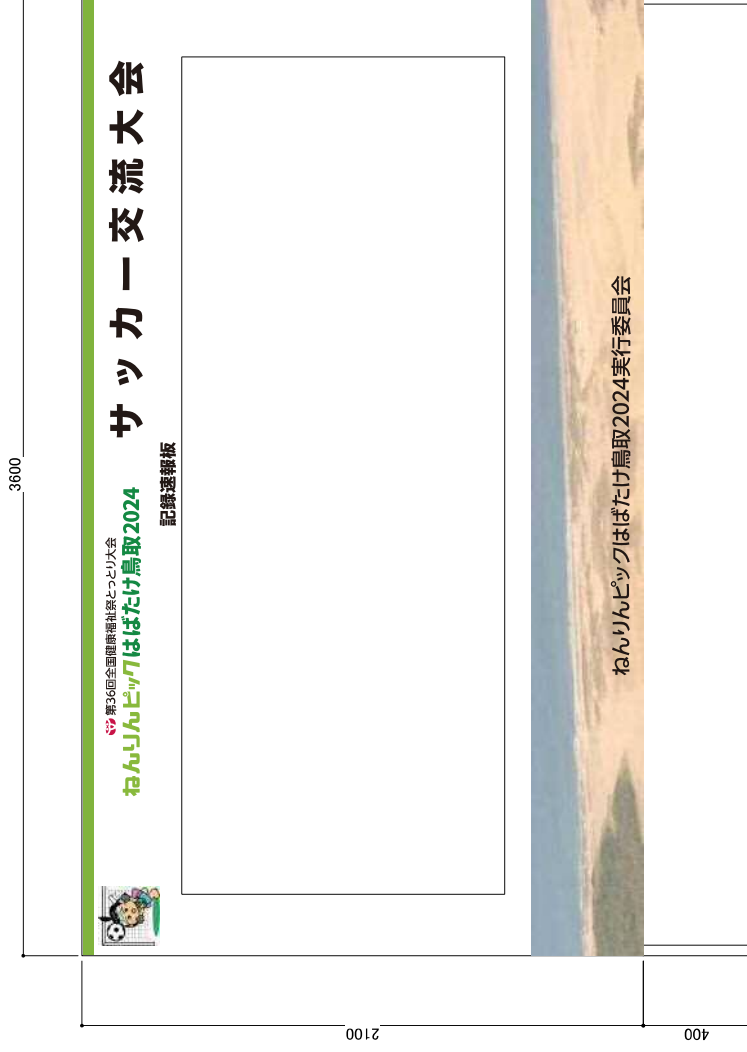 第36回全国健康福祉祭とっとり大会
ねんりんピックはばたけ鳥取2024
サッカー交流大会
記録速報板
ねんりんピックはばたけ鳥取2024実行委員会
3600
2100
400